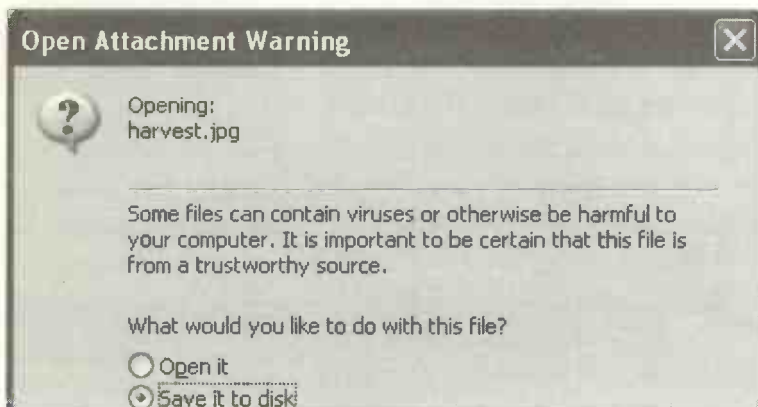 Open Attachment Warning
Opening:
harvest.jpg
Some files can contain viruses or otherwise be harmful to
your computer. It is important to be certain that this file is
from a trustworthy source.
What would you like to do with this file?
Open it
Save it to disk